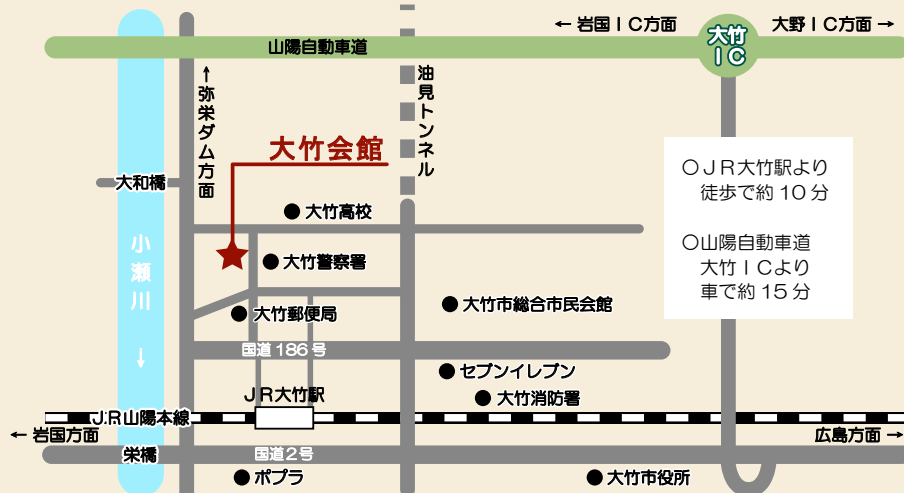 ← 岩国ＩＣ方面
大竹
ＩＣ
大野ＩＣ方面 →
山陽自動車道
←弥栄ダム方面
油見トンネル
大竹会館
○ＪＲ大竹駅より
徒歩で約10分
○山陽自動車道
大竹ＩＣより
車で約15分
大和橋
●大竹高校
小瀬川 →
●大竹警察署
●大竹郵便局
●大竹市総合市民会館
国道186号
●セブンイレブン
ＪＲ大竹駅
●大竹消防署
ＪＲ山陽本線
← 岩国方面
広島方面 →
栄橋
国道2号
●ポプラ
●大竹市役所